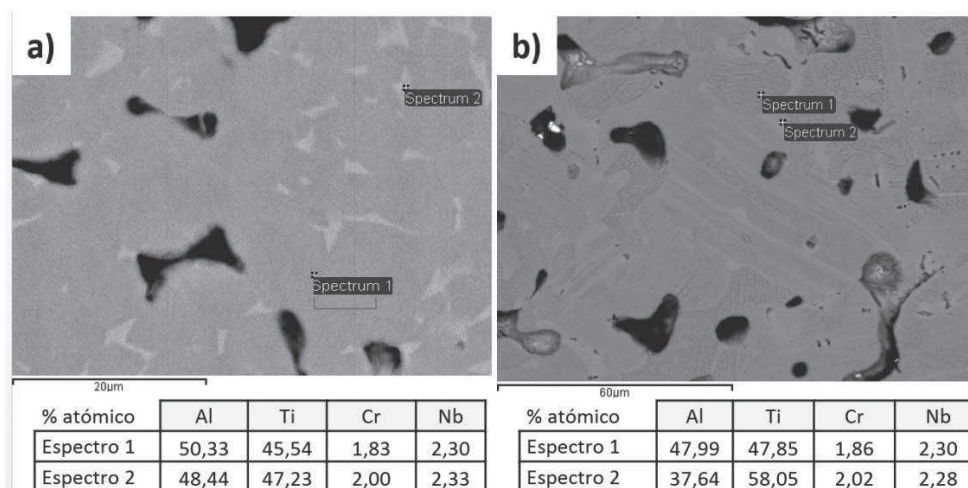 a)
Spectrum 2
Spectrum 1
20µm
% atómico Al Ti Cr Nb
Espectro 1 50,33 45,54 1,83 2,30
Espectro 2 48,44 47,23 2,00 2,33
b)
Spectrum 1
Spectrum 2
60µm
% atómico Al Ti Cr Nb
Espectro 1 47,99 47,85 1,86 2,30
Espectro 2 37,64 58,05 2,02 2,28